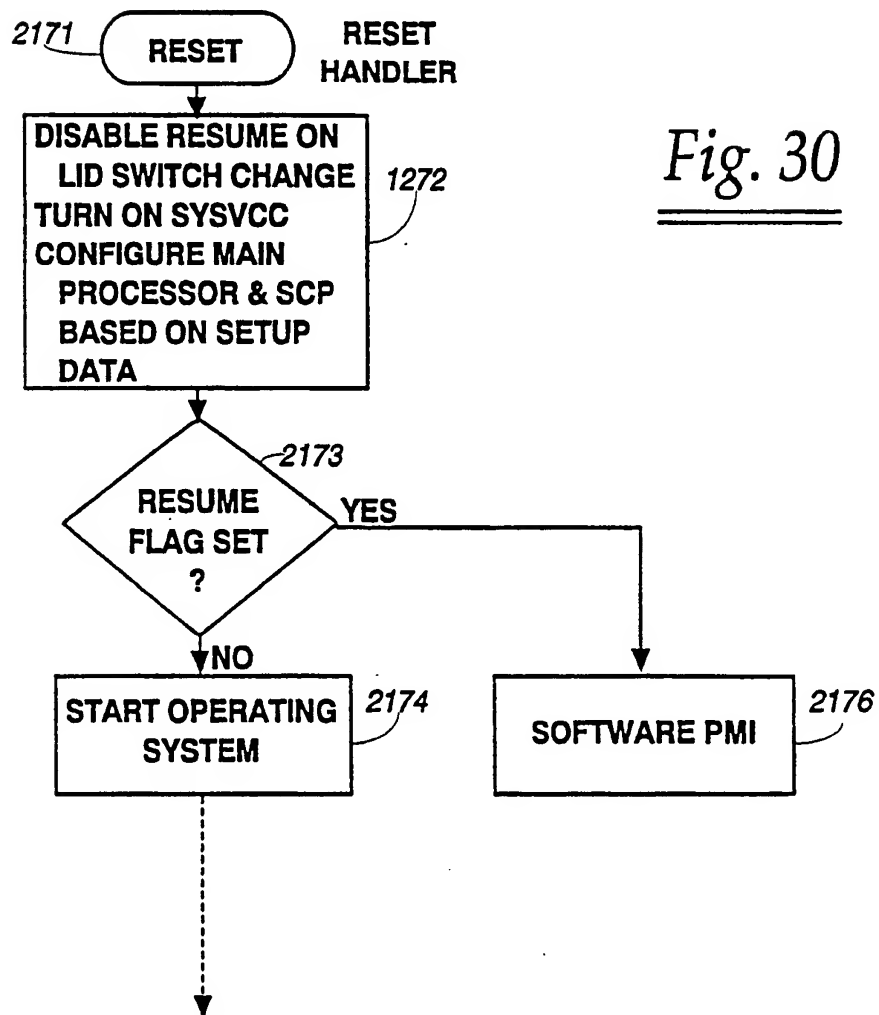 2171
RESET
RESET
HANDLER
DISABLE RESUME ON
LID SWITCH CHANGE
TURN ON SYSVCC
CONFIGURE MAIN
PROCESSOR & SCP
BASED ON SETUP
DATA
1272
Fig. 30
2173
RESUME
FLAG SET
?
YES
NO
START OPERATING
SYSTEM
2174
SOFTWARE PMI
2176